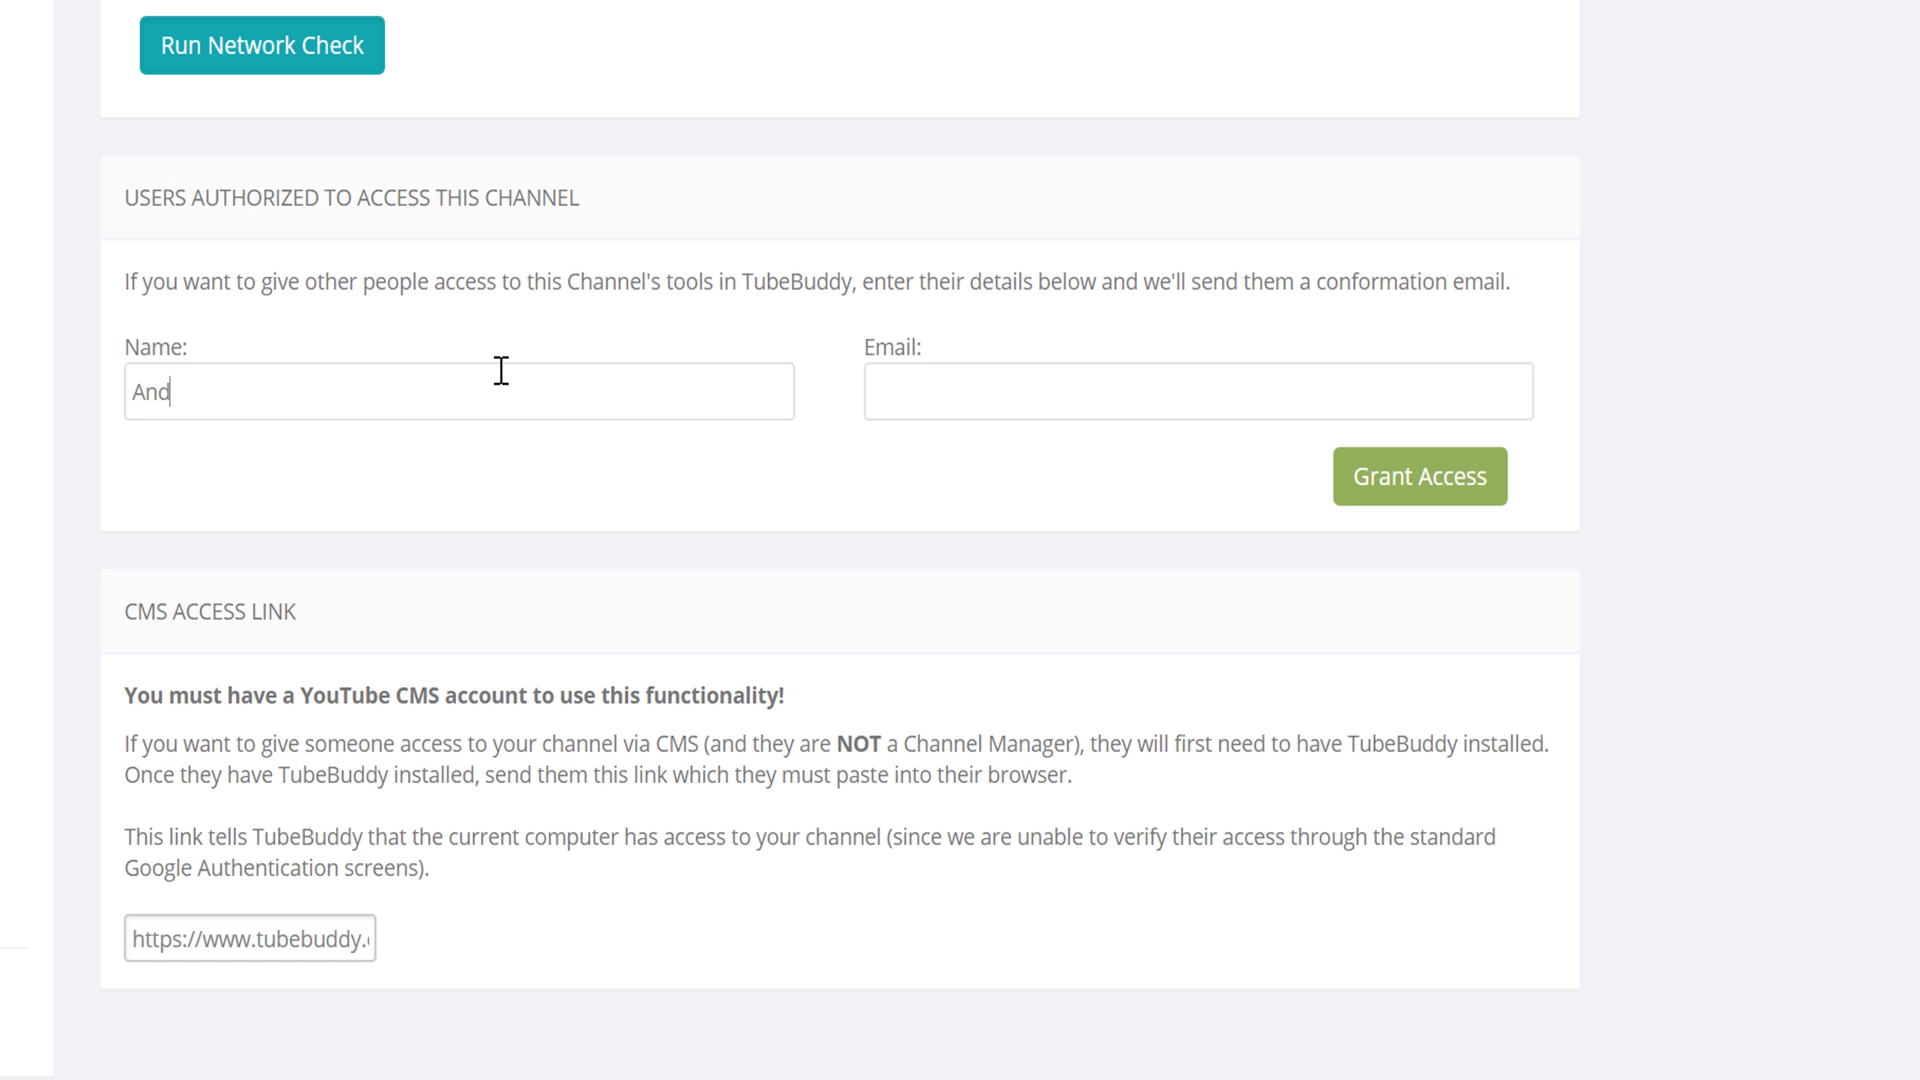 Run Network Check
USERS AUTHORIZED TO ACCESS THIS CHANNEL
If you want to give other people access to this Channel's tools in TubeBuddy, enter their details below and we'll send them a conformation email.
Name:
Email:
And
Grant Access
CMS ACCESS LINK
You must have a YouTube CMS account to use this functionality!
If you want to give someone access to your channel via CMS (and they are NOT a Channel Manager), they will first need to have TubeBuddy installed.
Once they have TubeBuddy installed, send them this link which they must paste into their browser.
This link tells TubeBuddy that the current computer has access to your channel (since we are unable to verify their access through the standard
Google Authentication screens).
https://www.tubebuddy.